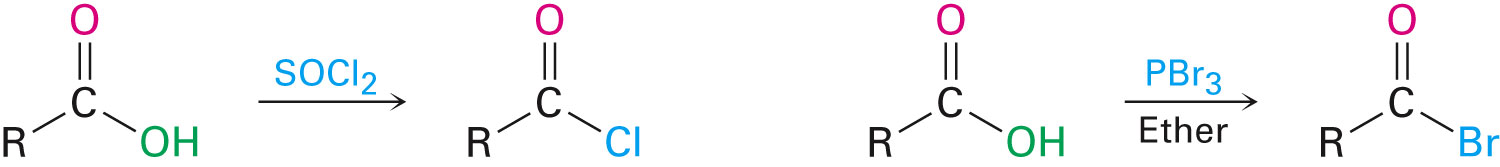 O O O O
SOCl2 PBr3
C C C C
Ether
R OH R Cl R OH R Br